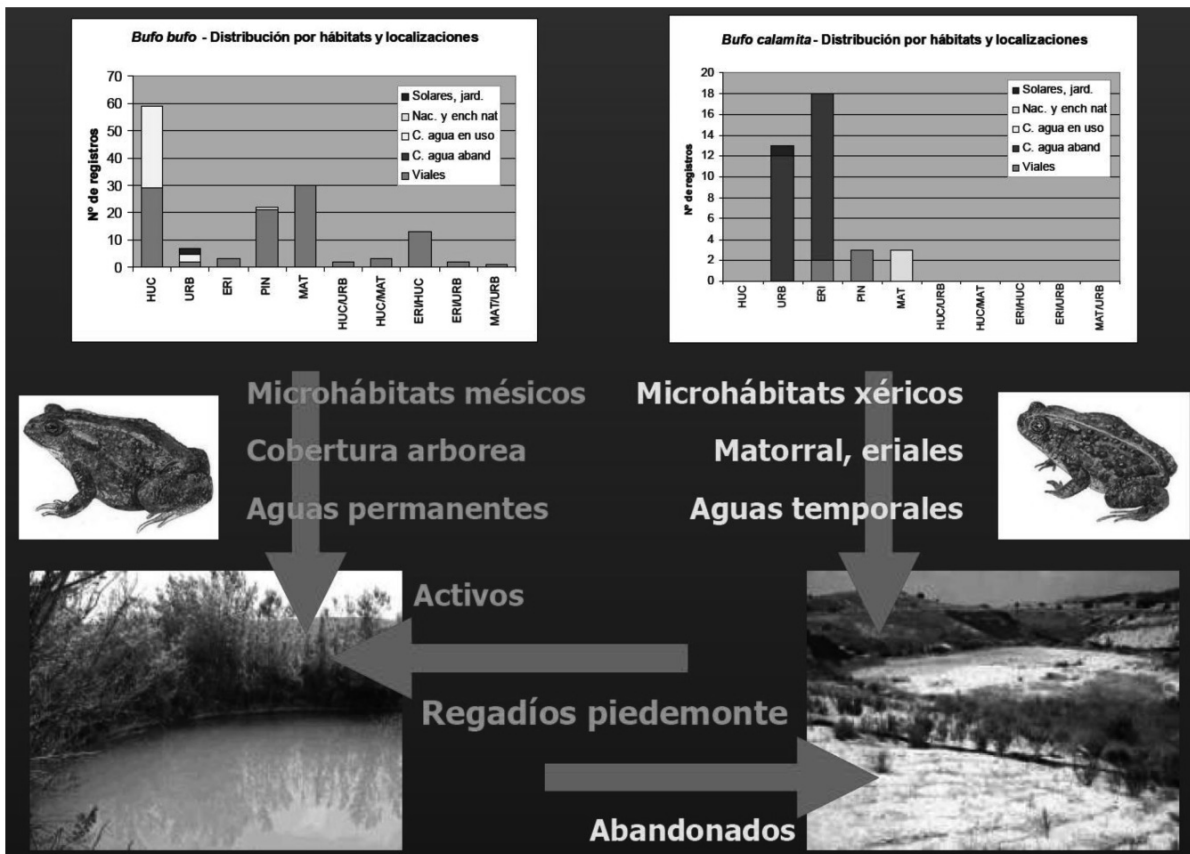 Bufo bufo - Distribución por hábitats y localizaciones
Nº de registros
70
60
50
40
30
20
10
0
Solares, jard.
Nac. y ench nat
C. agua en uso
C. agua aband
Viales
HUC
URB
ERI
PIN
MAT
HUC/URB
HUC/MAT
ERI/HUC
ERI/URB
MAT/URB
Bufo calamita - Distribución por hábitats y localizaciones
Nº de registros
20
18
16
14
12
10
8
6
4
2
0
Solares, jard.
Nac. y ench nat
C. agua en uso
C. agua aband
Viales
HUC
URB
ERI
PIN
MAT
HUC/URB
HUC/MAT
ERI/HUC
ERI/URB
MAT/URB
Microhábitats mésicos
Cobertura arborea
Aguas permanentes
Microhábitats xéricos
Matorral, eriales
Aguas temporales
Activos
Regadíos piedemonte
Abandonados